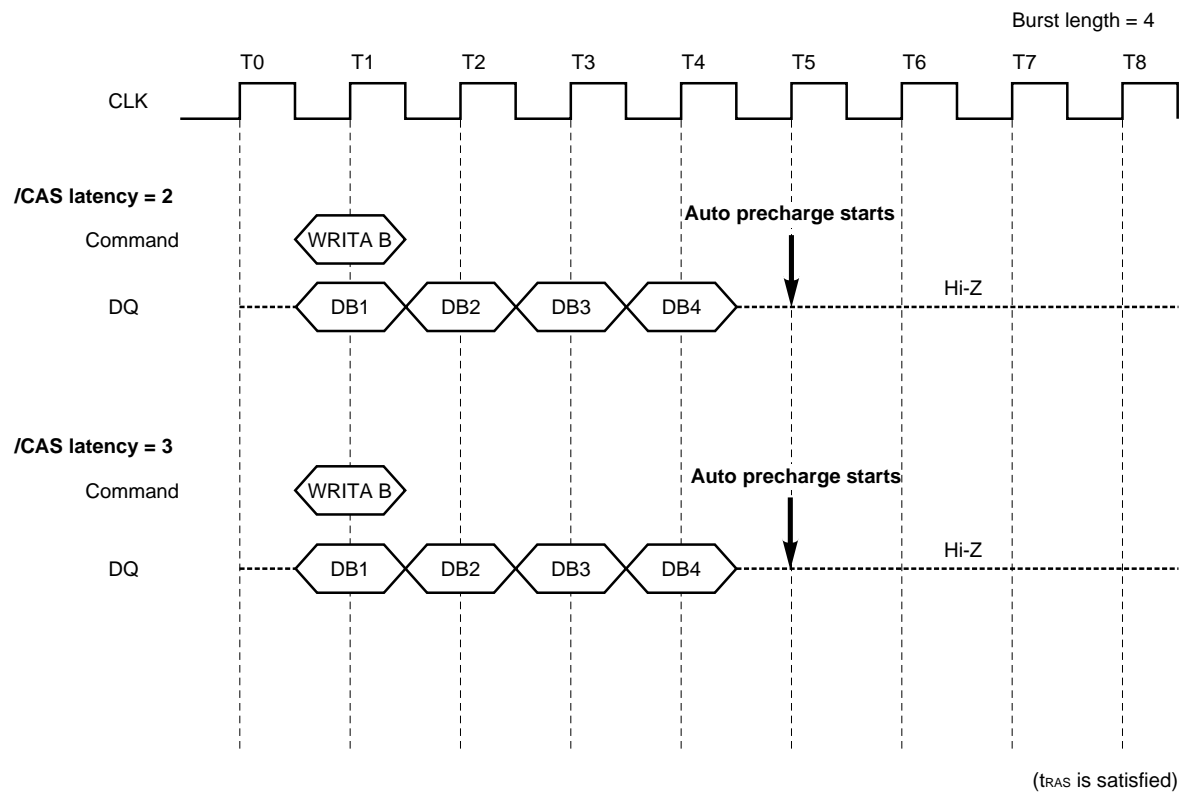 Burst length = 4
T0 T1 T2 T3 T4 T5 T6 T7 T8
CLK
/CAS latency = 2
Auto precharge starts
Command WRITA B
DQ DB1 DB2 DB3 DB4 Hi-Z
/CAS latency = 3
Auto precharge starts
Command WRITA B
DQ DB1 DB2 DB3 DB4 Hi-Z
(tRAS is satisfied)